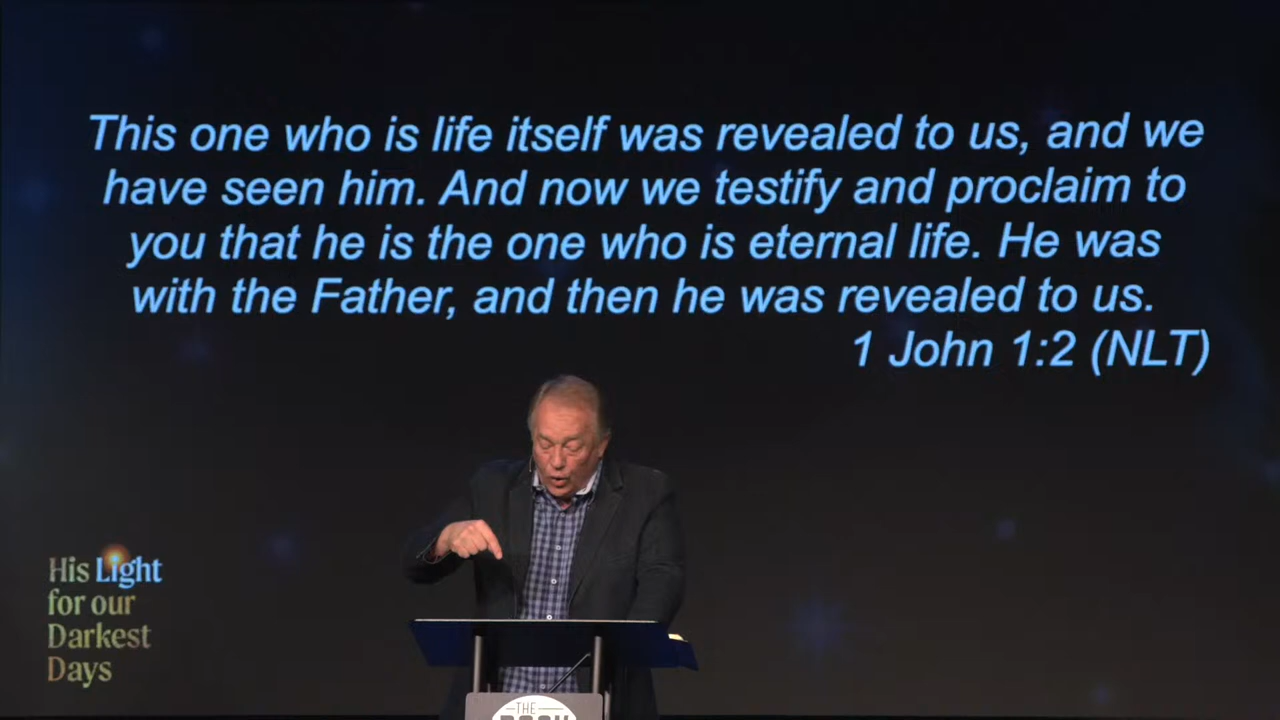 This one who is life itself was revealed to us, and we
have seen him. And now we testify and proclaim to
you that he is the one who is eternal life. He was
with the Father, and then he was revealed to us.
1 John 1:2 (NLT)
His Light
for our
Darkest
Days
THE